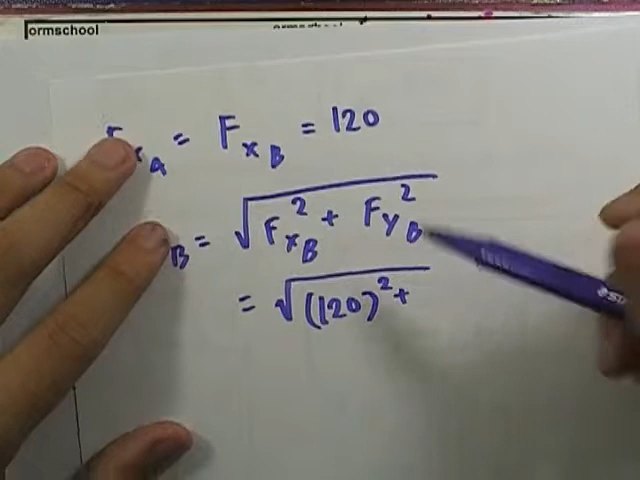 ormschool
x A = F x B = 120
B = √ F x B ² + F y B ²
= √ (120)² +